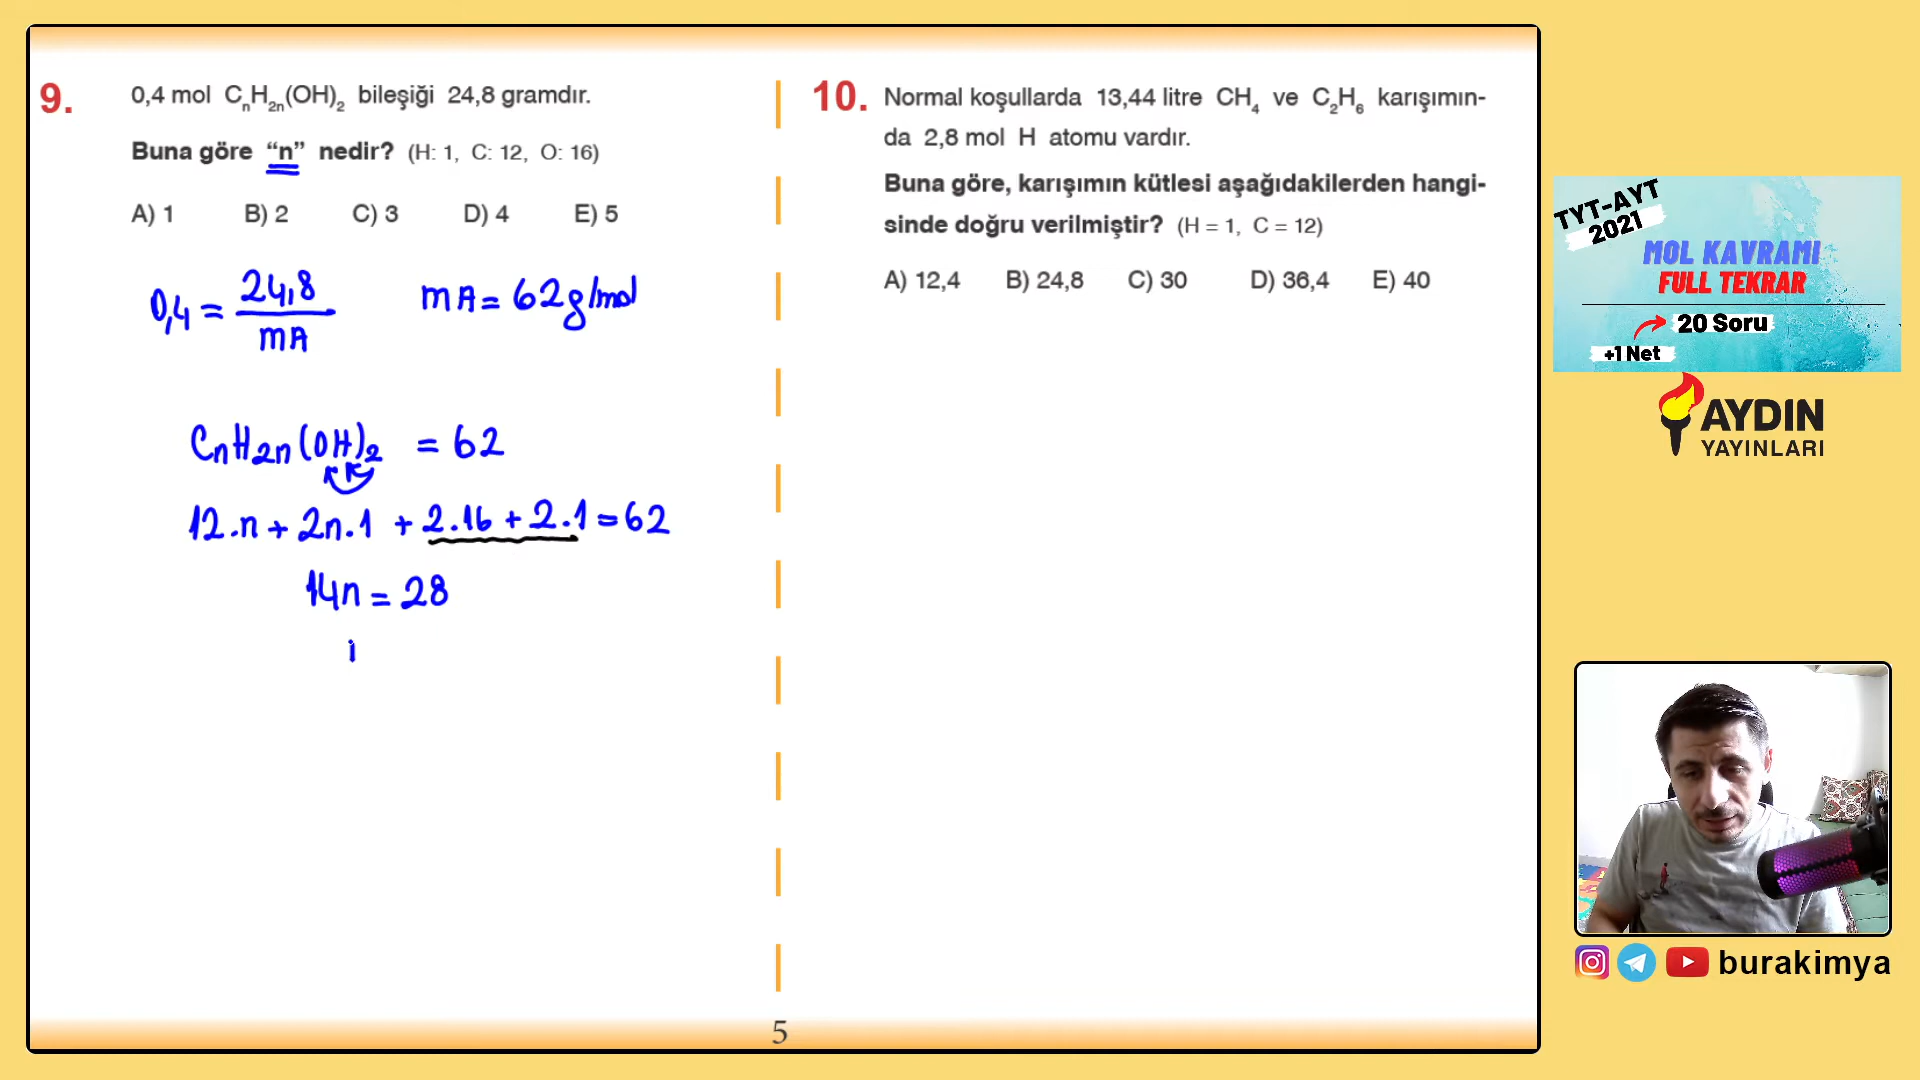 9. 0,4 mol CₙH₂ₙ(OH)₂ bileşiği 24,8 gramdır.
Buna göre “n” nedir? (H: 1, C: 12, O: 16)
A) 1 B) 2 C) 3 D) 4 E) 5
0,4 = 24,8 / mA
mA = 62 g/mol
CₙH₂ₙ(OH)₂ = 62
12.n + 2n.1 + 2.16 + 2.1 = 62
14n = 28
10. Normal koşullarda 13,44 litre CH₄ ve C₂H₆ karışımın-
da 2,8 mol H atomu vardır.
Buna göre, karışımın kütlesi aşağıdakilerden hangi-
sinde doğru verilmiştir? (H = 1, C = 12)
A) 12,4 B) 24,8 C) 30 D) 36,4 E) 40
5
TYT-AYT
2021
MOL KAVRAMI
FULL TEKRAR
20 Soru
+1 Net
AYDIN
YAYINLARI
burakimya